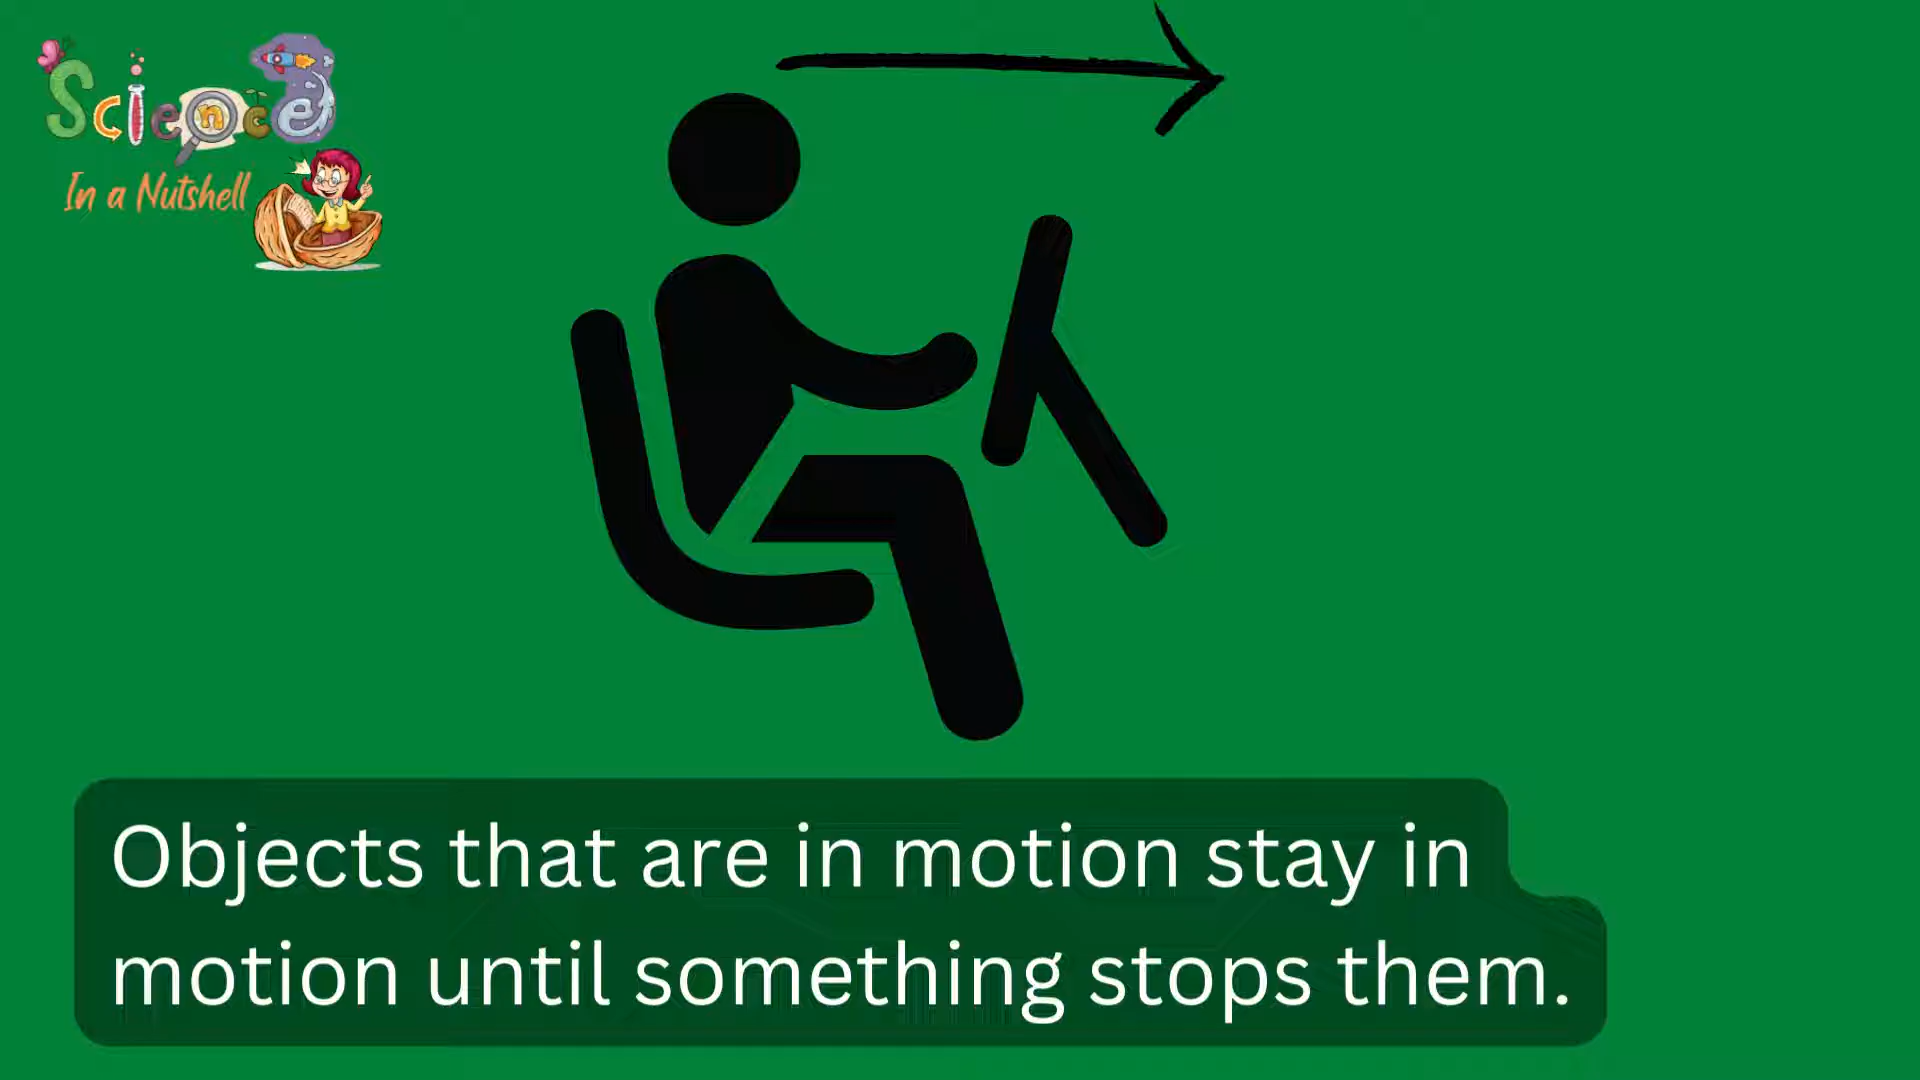 Science
In a Nutshell
Objects that are in motion stay in
motion until something stops them.